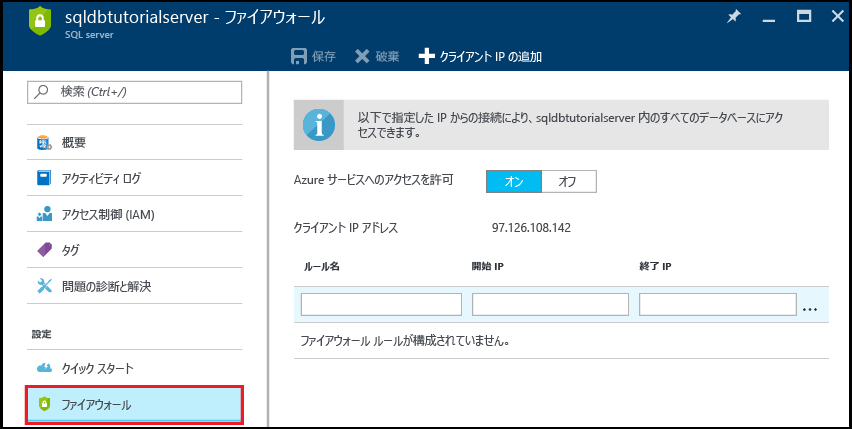 sqldbtutorialserver - ファイアウォール
SQL server
保存 破棄 クライアント IP の追加
検索 (Ctrl+/)
概要
アクティビティ ログ
アクセス制御 (IAM)
タグ
問題の診断と解決
設定
クイック スタート
ファイアウォール
以下で指定した IP からの接続により、sqldbtutorialserver 内のすべてのデータベースにアク
セスできます。
Azure サービスへのアクセスを許可 オン オフ
クライアント IP アドレス 97.126.108.142
ルール名 開始 IP 終了 IP
...
ファイアウォール ルールが構成されていません。